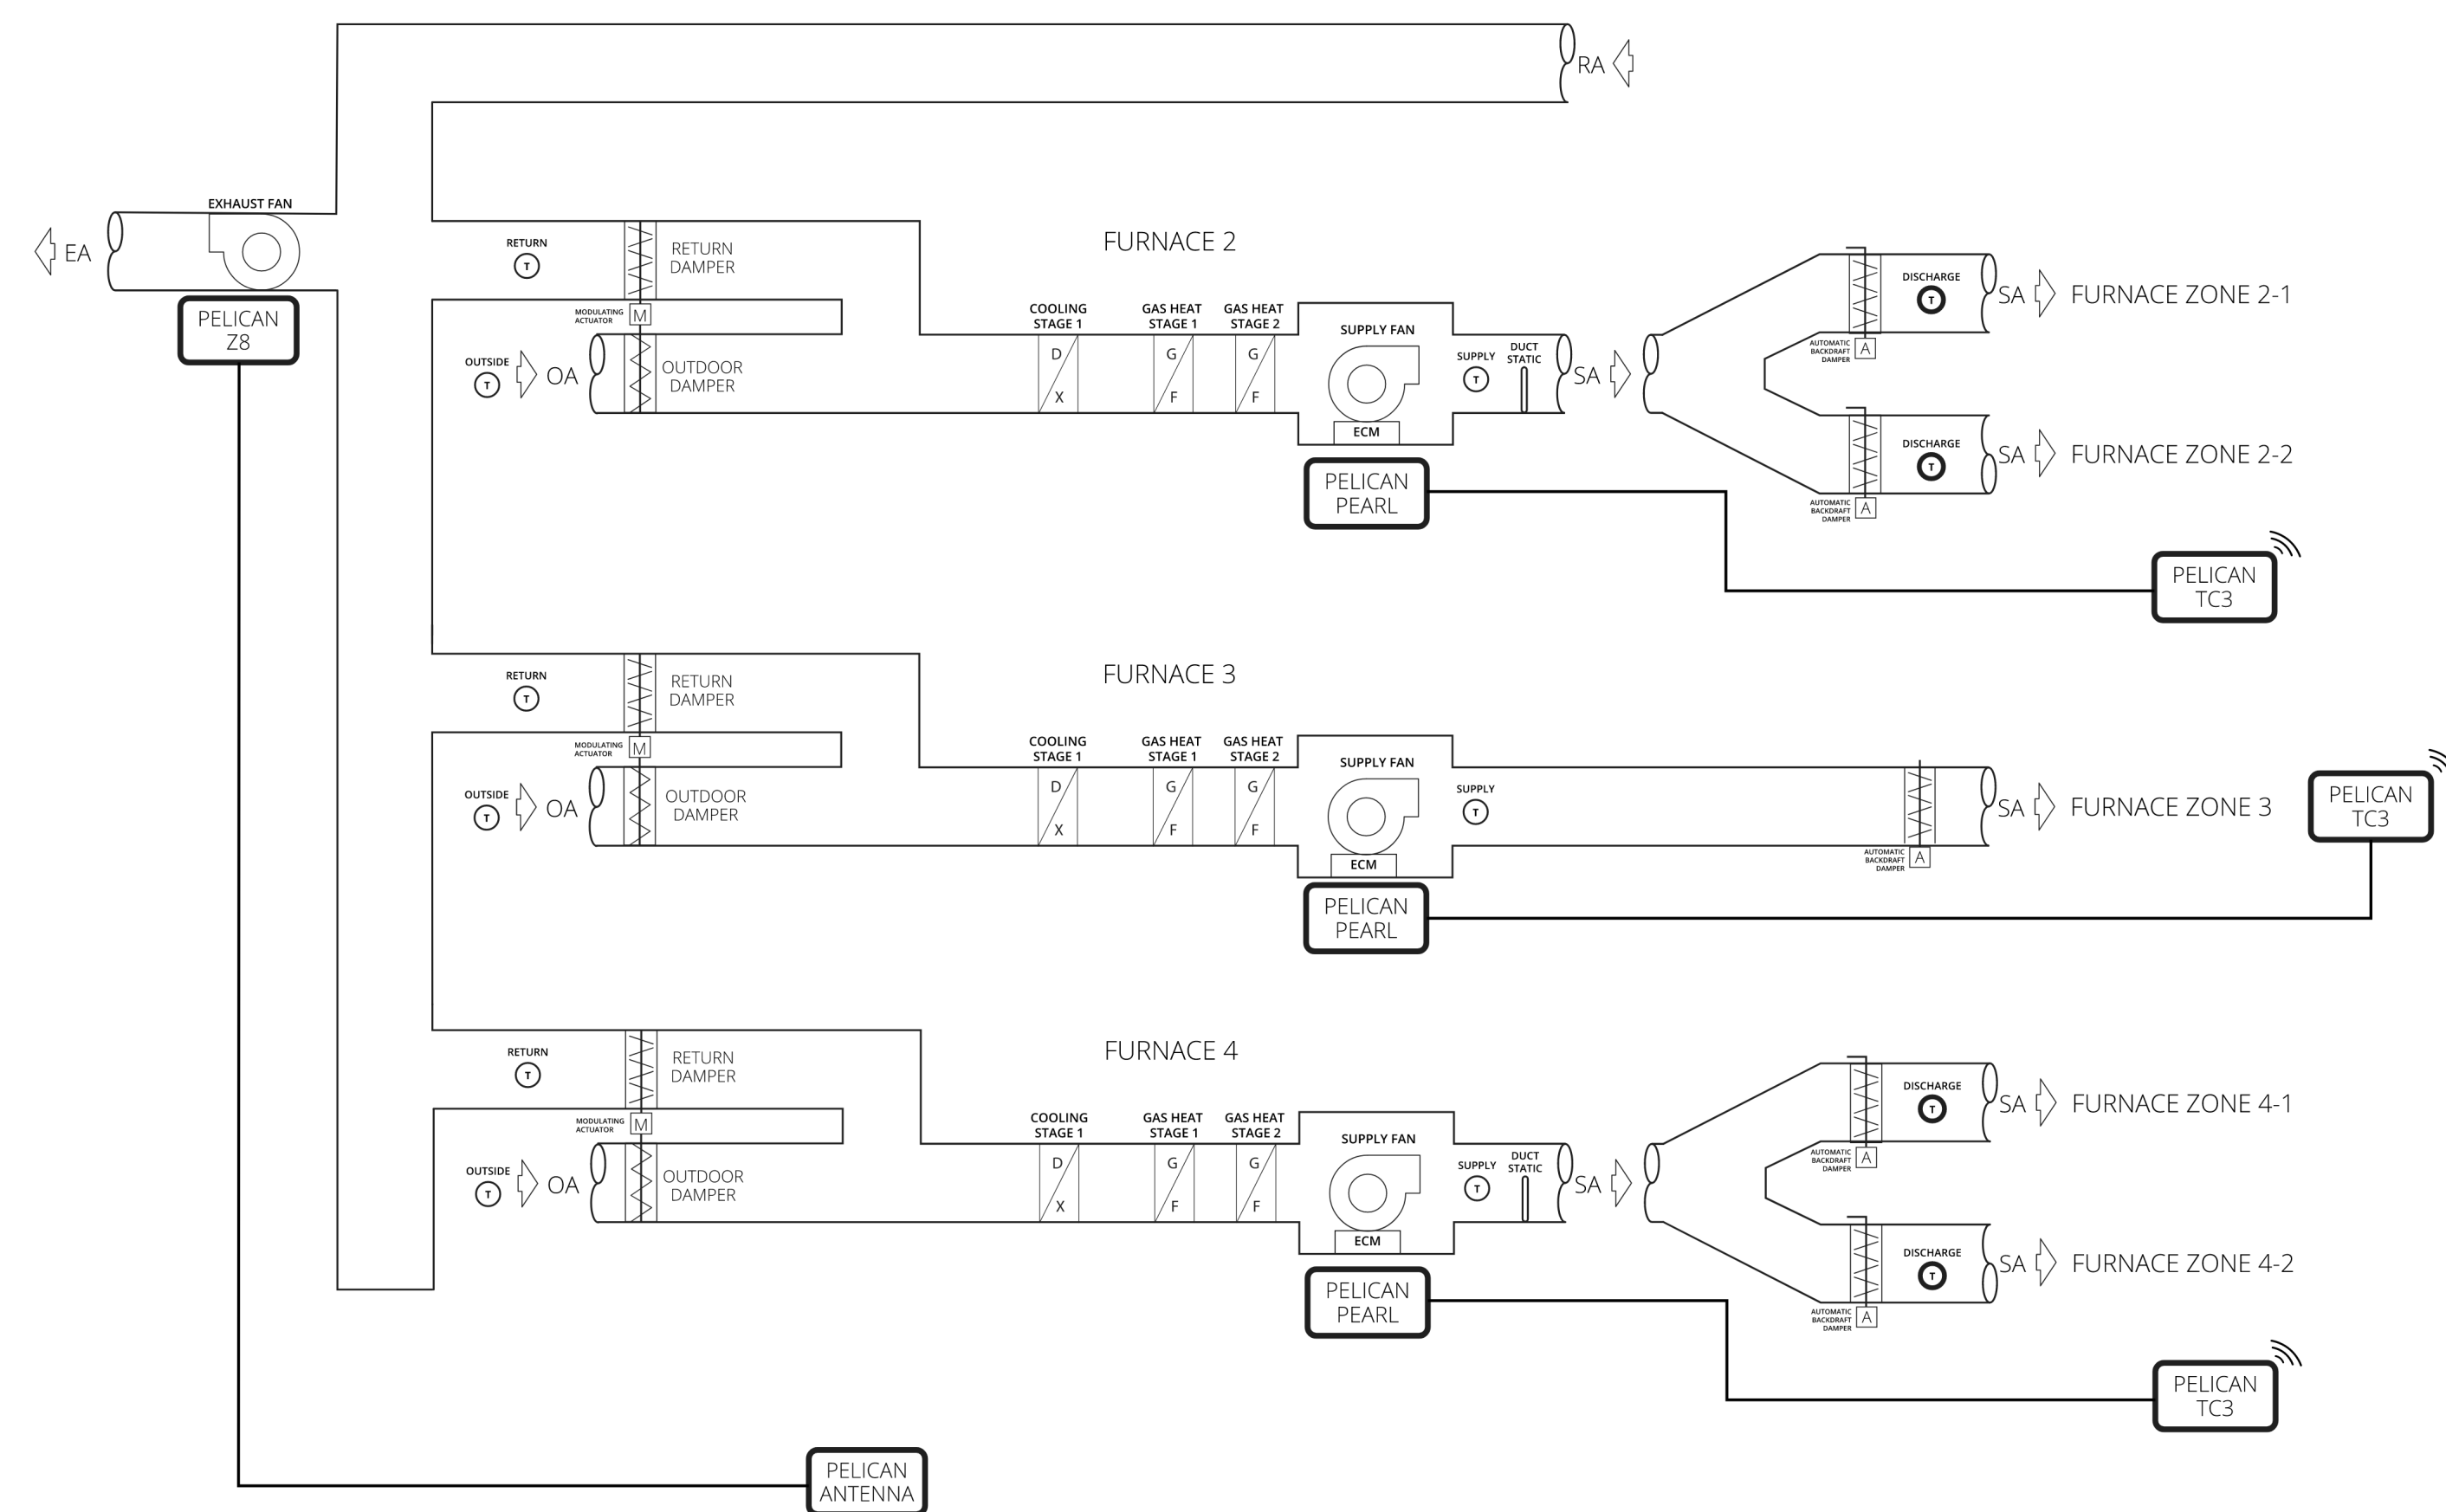 RA
EXHAUST FAN
EA
PELICAN
Z8
RETURN
T
RETURN
DAMPER
MODULATING
ACTUATOR
M
OUTSIDE
T
OA
OUTDOOR
DAMPER
FURNACE 2
COOLING
STAGE 1
D
X
GAS HEAT
STAGE 1
G
F
GAS HEAT
STAGE 2
G
F
SUPPLY FAN
ECM
SUPPLY
T
DUCT
STATIC
SA
PELICAN
PEARL
DISCHARGE
T
AUTOMATIC
BACKDRAFT
DAMPER
A
SA
FURNACE ZONE 2-1
DISCHARGE
T
AUTOMATIC
BACKDRAFT
DAMPER
A
SA
FURNACE ZONE 2-2
PELICAN
TC3
RETURN
T
RETURN
DAMPER
MODULATING
ACTUATOR
M
OUTSIDE
T
OA
OUTDOOR
DAMPER
FURNACE 3
COOLING
STAGE 1
D
X
GAS HEAT
STAGE 1
G
F
GAS HEAT
STAGE 2
G
F
SUPPLY FAN
ECM
SUPPLY
T
PELICAN
PEARL
AUTOMATIC
BACKDRAFT
DAMPER
A
SA
FURNACE ZONE 3
PELICAN
TC3
RETURN
T
RETURN
DAMPER
MODULATING
ACTUATOR
M
OUTSIDE
T
OA
OUTDOOR
DAMPER
FURNACE 4
COOLING
STAGE 1
D
X
GAS HEAT
STAGE 1
G
F
GAS HEAT
STAGE 2
G
F
SUPPLY FAN
ECM
SUPPLY
T
DUCT
STATIC
SA
PELICAN
PEARL
DISCHARGE
T
AUTOMATIC
BACKDRAFT
DAMPER
A
SA
FURNACE ZONE 4-1
DISCHARGE
T
AUTOMATIC
BACKDRAFT
DAMPER
A
SA
FURNACE ZONE 4-2
PELICAN
TC3
PELICAN
ANTENNA